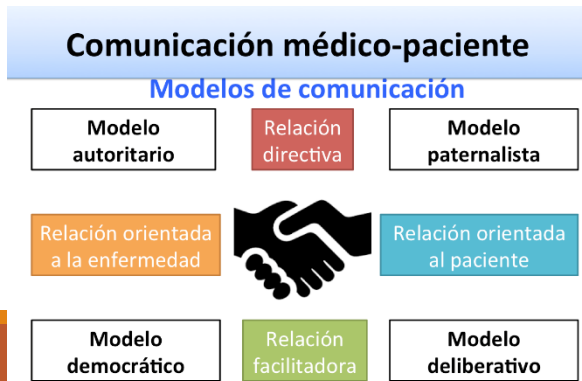 Comunicación médico-paciente
Modelos de comunicación
Modelo
autoritario
Relación
directiva
Modelo
paternalista
Relación orientada
a la enfermedad
Relación orientada
al paciente
Modelo
democrático
Relación
facilitadora
Modelo
deliberativo